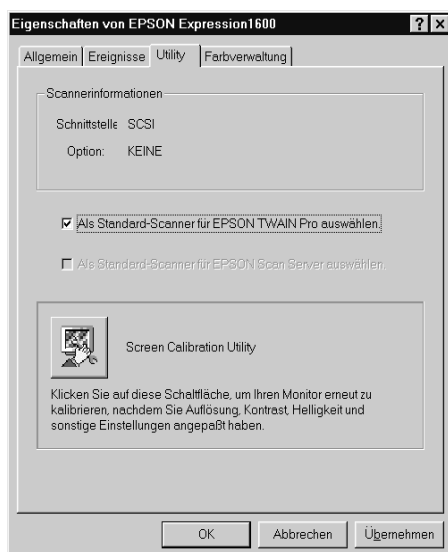 Eigenschaften von EPSON Expression1600
Allgemein Ereignisse Utility Farbverwaltung
Scannerinformationen
Schnittstelle SCSI
Option: KEINE
Als Standard-Scanner für EPSON TWAIN Pro auswählen.
Als Standard-Scanner für EPSON Scan Server auswählen.
Screen Calibration Utility
Klicken Sie auf diese Schaltfläche, um Ihren Monitor erneut zu
kalibrieren, nachdem Sie Auflösung, Kontrast, Helligkeit und
sonstige Einstellungen angepaßt haben.
OK Abbrechen Übernehmen